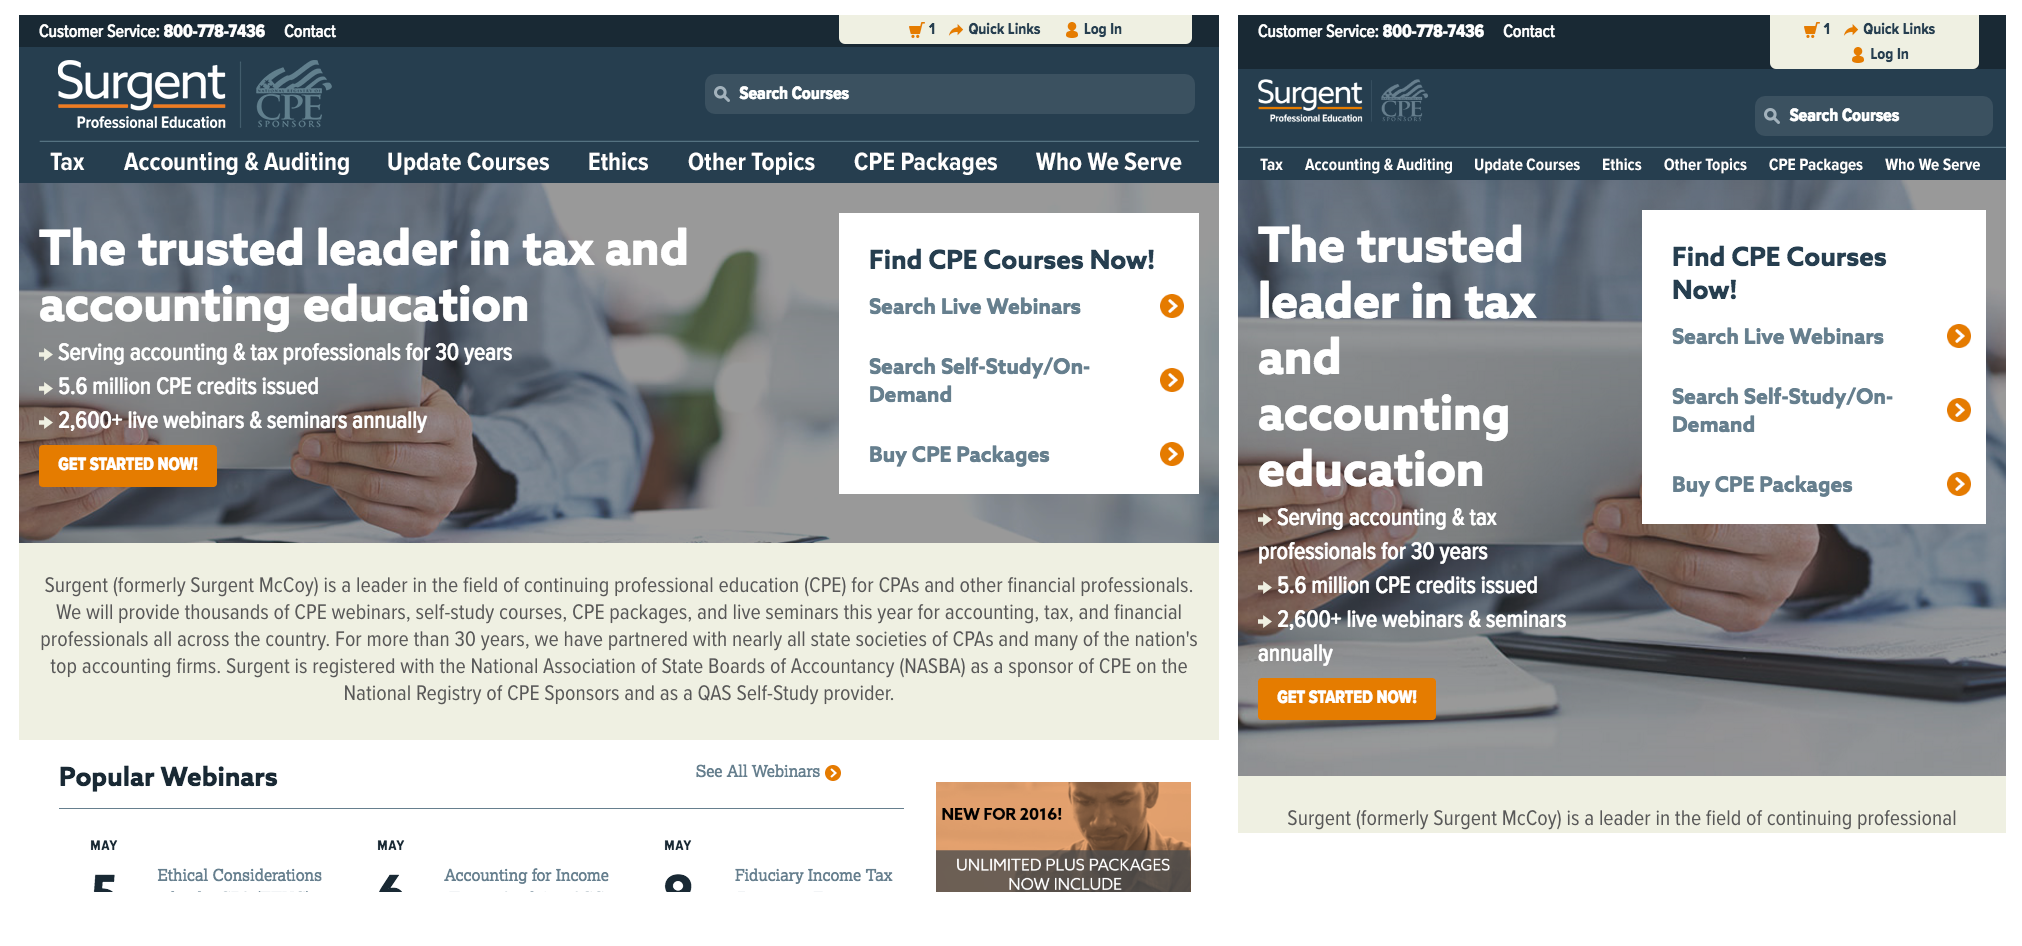 Customer Service: 800-778-7436 Contact
1 Quick Links Log In
Surgent
Professional Education
CPE
SPONSORS
Search Courses
Tax Accounting & Auditing Update Courses Ethics Other Topics CPE Packages Who We Serve
The trusted leader in tax and
accounting education
Serving accounting & tax professionals for 30 years
5.6 million CPE credits issued
2,600+ live webinars & seminars annually
GET STARTED NOW!
Find CPE Courses Now!
Search Live Webinars
Search Self-Study/On-
Demand
Buy CPE Packages
Surgent (formerly Surgent McCoy) is a leader in the field of continuing professional education (CPE) for CPAs and other financial professionals.
We will provide thousands of CPE webinars, self-study courses, CPE packages, and live seminars this year for accounting, tax, and financial
professionals all across the country. For more than 30 years, we have partnered with nearly all state societies of CPAs and many of the nation's
top accounting firms. Surgent is registered with the National Association of State Boards of Accountancy (NASBA) as a sponsor of CPE on the
National Registry of CPE Sponsors and as a QAS Self-Study provider.
Popular Webinars
See All Webinars
MAY
5
Ethical Considerations
MAY
6
Accounting for Income
MAY
Fiduciary Income Tax
NEW FOR 2016!
UNLIMITED PLUS PACKAGES
NOW INCLUDE
Customer Service: 800-778-7436 Contact
1 Quick Links
Log In
Surgent
Professional Education
CPE
SPONSORS
Search Courses
Tax Accounting & Auditing Update Courses Ethics Other Topics CPE Packages Who We Serve
The trusted
leader in tax
and
accounting
education
Serving accounting & tax
professionals for 30 years
5.6 million CPE credits issued
2,600+ live webinars & seminars
annually
GET STARTED NOW!
Find CPE Courses
Now!
Search Live Webinars
Search Self-Study/On-
Demand
Buy CPE Packages
Surgent (formerly Surgent McCoy) is a leader in the field of continuing professional